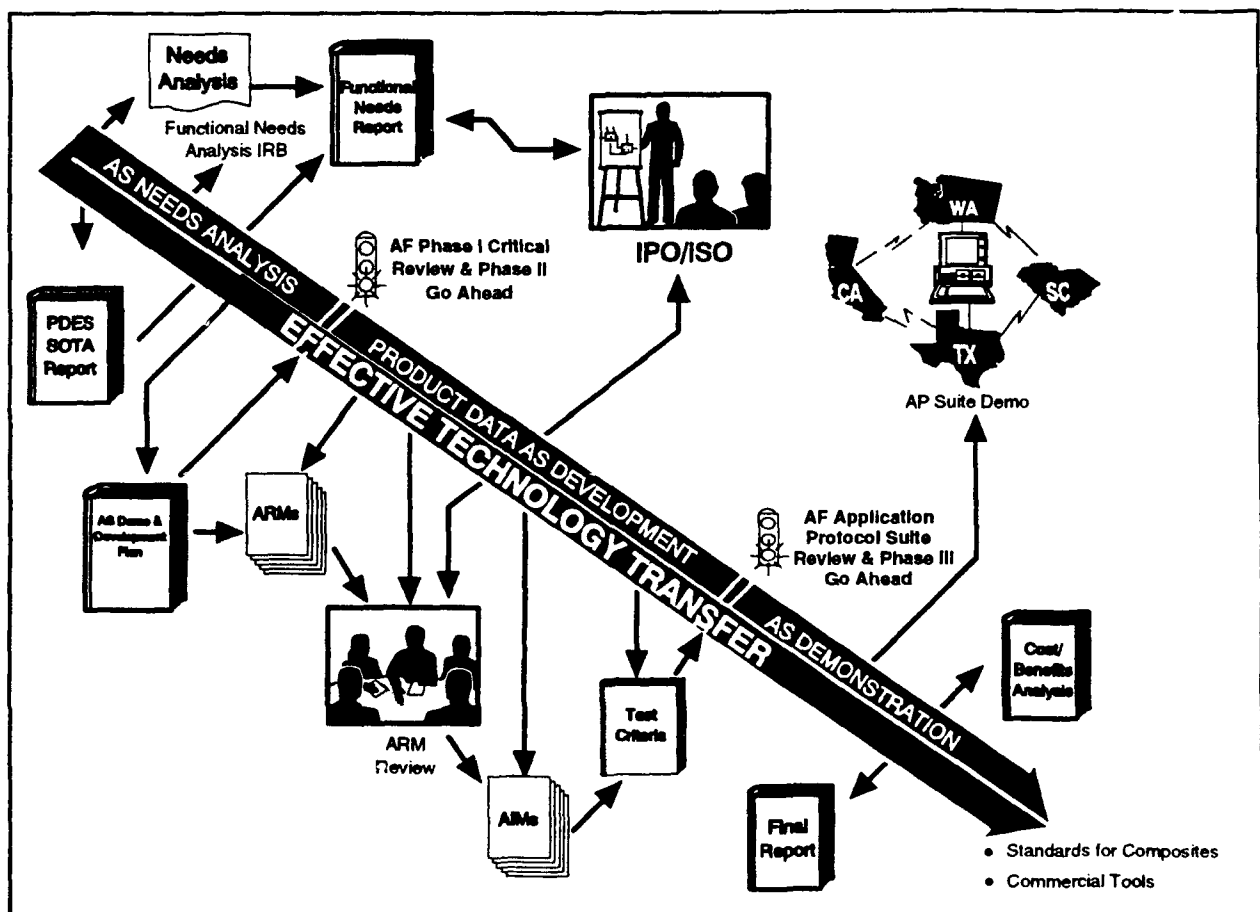 Needs
Analysis
Functional
Needs
Report
Functional Needs
Analysis IRB
AS NEEDS ANALYSIS
AF Phase I Critical
Review & Phase II
Go Ahead
IPO/ISO
WA
CA
SC
TX
AP Suite Demo
PDES
SOTA
Report
PRODUCT DATA AS DEVELOPMENT
EFFECTIVE TECHNOLOGY TRANSFER
AS Demo &
Development
Plan
ARMs
AF Application
Protocol Suite
Review & Phase III
Go Ahead
AS DEMONSTRATION
Cost/
Benefits
Analysis
ARM
Review
Test
Criteria
AIMs
Final
Report
• Standards for Composites
• Commercial Tools